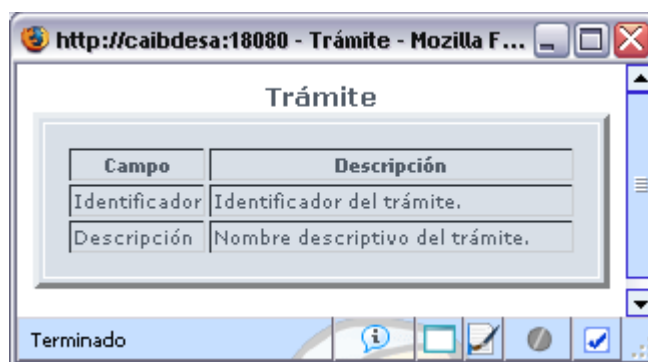 http://caibdesa:18080 - Trámite - Mozilla F...
Trámite
Campo Descripción
Identificador Identificador del trámite.
Descripción Nombre descriptivo del trámite.
Terminado